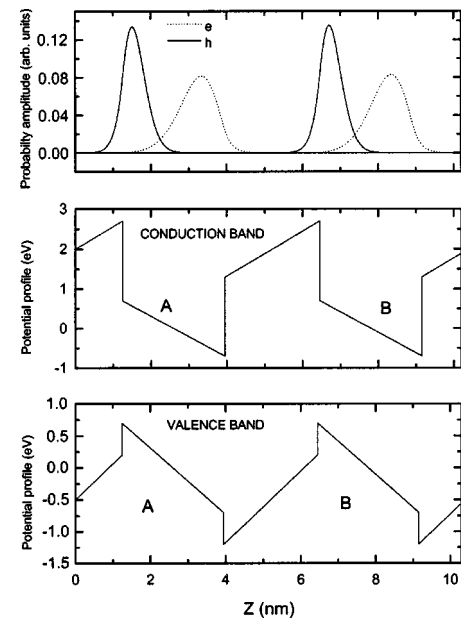 Probabilty amplitude (arb. units)
0.12
0.08
0.04
0.00
e
h
Potential profile (eV)
3
2
1
0
-1
CONDUCTION BAND
A
B
Potential profile (eV)
1.0
0.5
0.0
-0.5
-1.0
-1.5
VALENCE BAND
A
B
0
2
4
6
8
10
Z (nm)